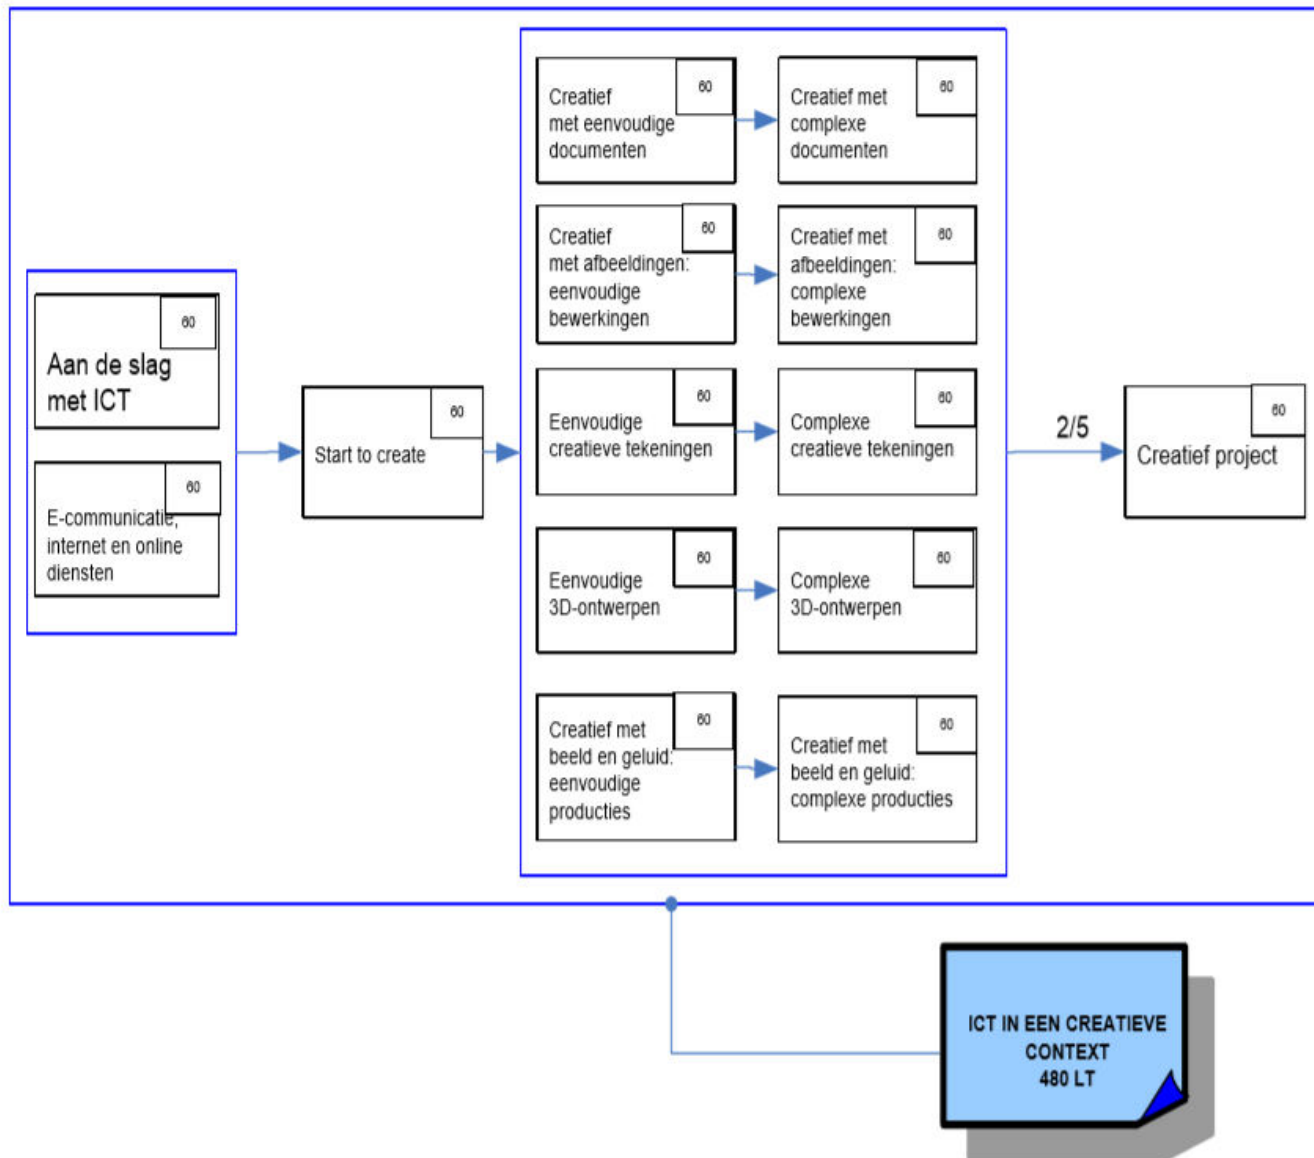 60
Aan de slag
met ICT
60
E-communicatie,
internet en online
diensten
60
Start to create
60
Creatief
met eenvoudige
documenten
60
Creatief met
complexe
documenten
60
Creatief
met afbeeldingen:
eenvoudige
bewerkingen
60
Creatief met
afbeeldingen:
complexe
bewerkingen
60
Eenvoudige
creatieve tekeningen
60
Complexe
creatieve tekeningen
60
Eenvoudige
3D-ontwerpen
60
Complexe
3D-ontwerpen
60
Creatief met
beeld en geluid:
eenvoudige
producties
60
Creatief met
beeld en geluid:
complexe producties
2/5
60
Creatief project
ICT IN EEN CREATIEVE
CONTEXT
480 LT